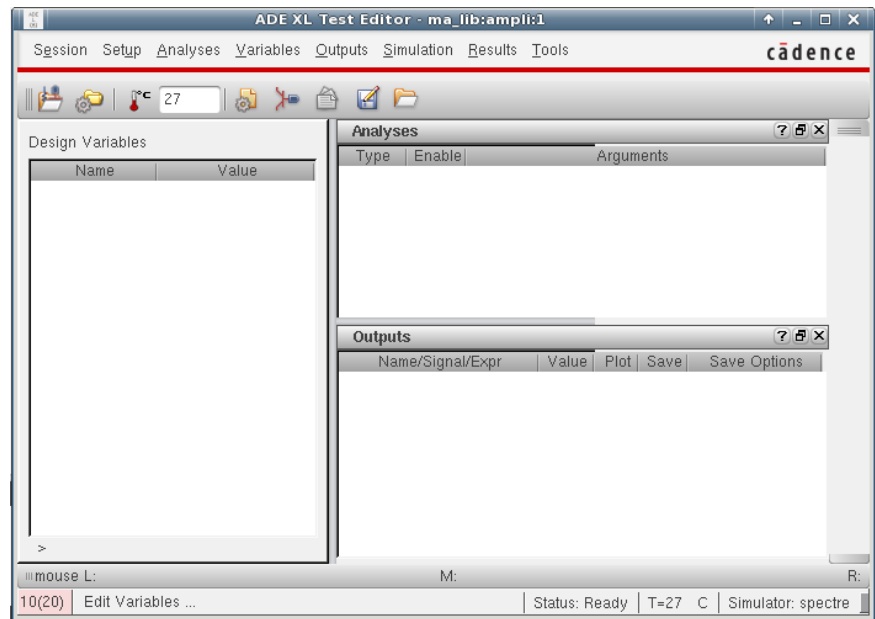 ADE XL Test Editor - ma_lib:ampli:1
Session Setup Analyses Variables Outputs Simulation Results Tools
cādence
°C 27
Design Variables
Name Value
>
Analyses
Type Enable Arguments
Outputs
Name/Signal/Expr Value Plot Save Save Options
mouse L: M: R:
10(20) Edit Variables ... Status: Ready T=27 C Simulator: spectre